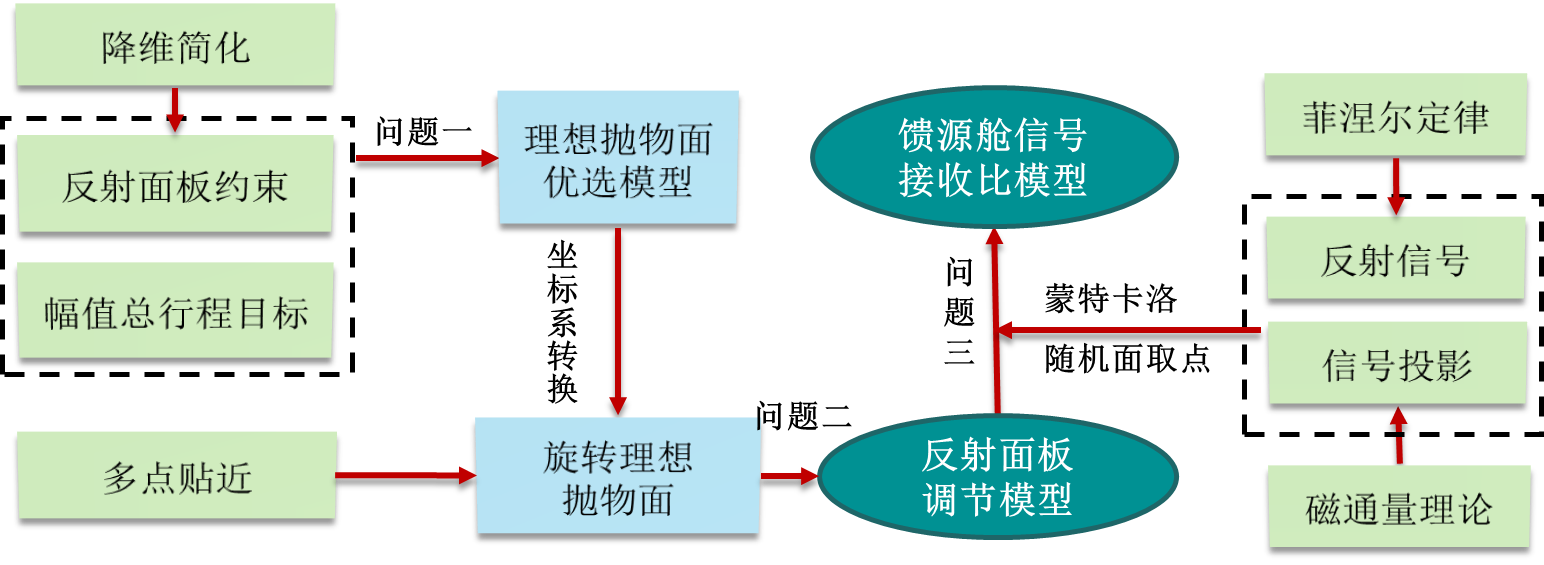 降维简化
反射面板约束
幅值总行程目标
问题一
理想抛物面
优选模型
坐标系转换
多点贴近
旋转理想
抛物面
问题二
反射面板
调节模型
问题三
馈源舱信号
接收比模型
蒙特卡洛
随机面取点
菲涅尔定律
反射信号
信号投影
磁通量理论